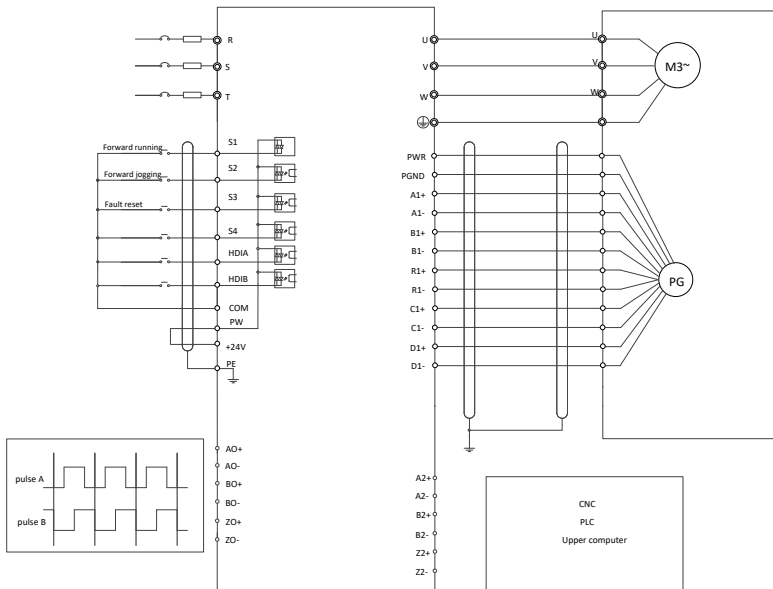 R
S
T
S1
Forward running
S2
Forward jogging
S3
Fault reset
S4
HDIA
HDIB
COM
PW
+24V
PE
AO+
AO-
BO+
BO-
ZO+
ZO-
pulse A
pulse B
U
V
W
U
V
W
M3~
PWR
PGND
A1+
A1-
B1+
B1-
R1+
R1-
C1+
C1-
D1+
D1-
PG
A2+
A2-
B2+
B2-
Z2+
Z2-
CNC
PLC
Upper computer